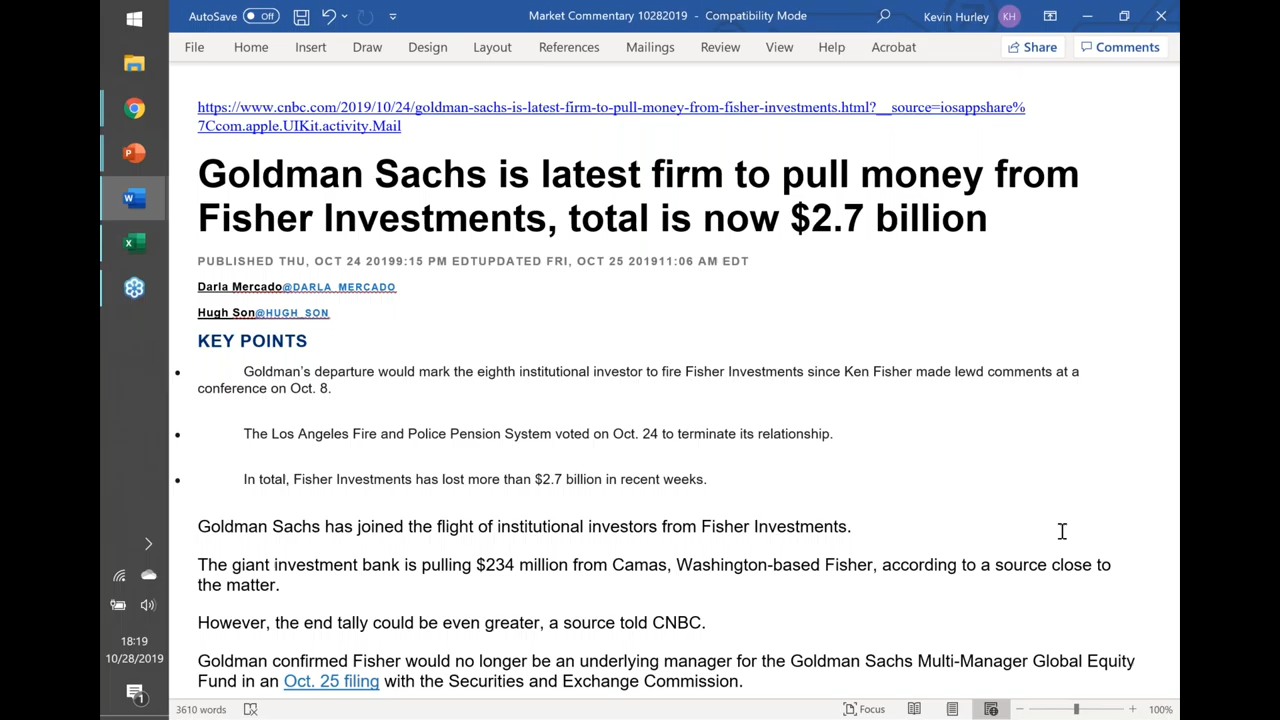 AutoSave Off Market Commentary 10282019 - Compatibility Mode Kevin Hurley KH
File Home Insert Draw Design Layout References Mailings Review View Help Acrobat Share Comments
https://www.cnbc.com/2019/10/24/goldman-sachs-is-latest-firm-to-pull-money-from-fisher-investments.html?__source=iosappshare%
7Ccom.apple.UIKit.activity.Mail
Goldman Sachs is latest firm to pull money from
Fisher Investments, total is now $2.7 billion
PUBLISHED THU, OCT 24 20199:15 PM EDTUPDATED FRI, OCT 25 201911:06 AM EDT
Darla Mercado@DARLA_MERCADO
Hugh Son@HUGH_SON
KEY POINTS
• Goldman's departure would mark the eighth institutional investor to fire Fisher Investments since Ken Fisher made lewd comments at a
conference on Oct. 8.
• The Los Angeles Fire and Police Pension System voted on Oct. 24 to terminate its relationship.
• In total, Fisher Investments has lost more than $2.7 billion in recent weeks.
Goldman Sachs has joined the flight of institutional investors from Fisher Investments.
The giant investment bank is pulling $234 million from Camas, Washington-based Fisher, according to a source close to
the matter.
However, the end tally could be even greater, a source told CNBC.
Goldman confirmed Fisher would no longer be an underlying manager for the Goldman Sachs Multi-Manager Global Equity
Fund in an Oct. 25 filing with the Securities and Exchange Commission.
18:19
10/28/2019
1
3610 words Focus 100%